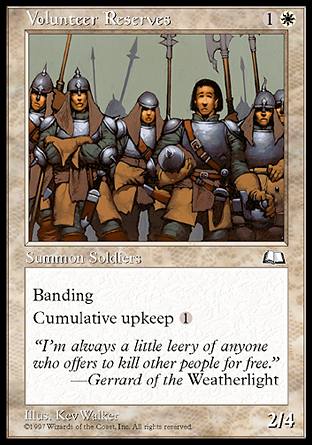 Volunteer Reserves 1
Summon Soldiers
Banding
Cumulative upkeep 1
“I’m always a little leery of anyone
who offers to kill other people for free.”
—Gerrard of the Weatherlight
Illus. Kev Walker
©1997 Wizards of the Coast, Inc. All rights reserved.
2/4